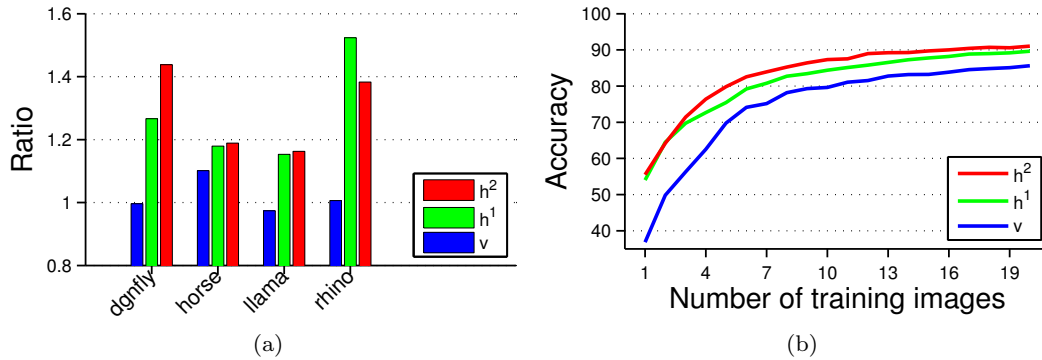 1.6
1.4
1.2
1
0.8
Ratio
dgnfly
horse
llama
rhino
h²
h¹
v
(a)
100
90
80
70
60
50
40
Accuracy
1 4 7 10 13 16 19
Number of training images
h²
h¹
v
(b)